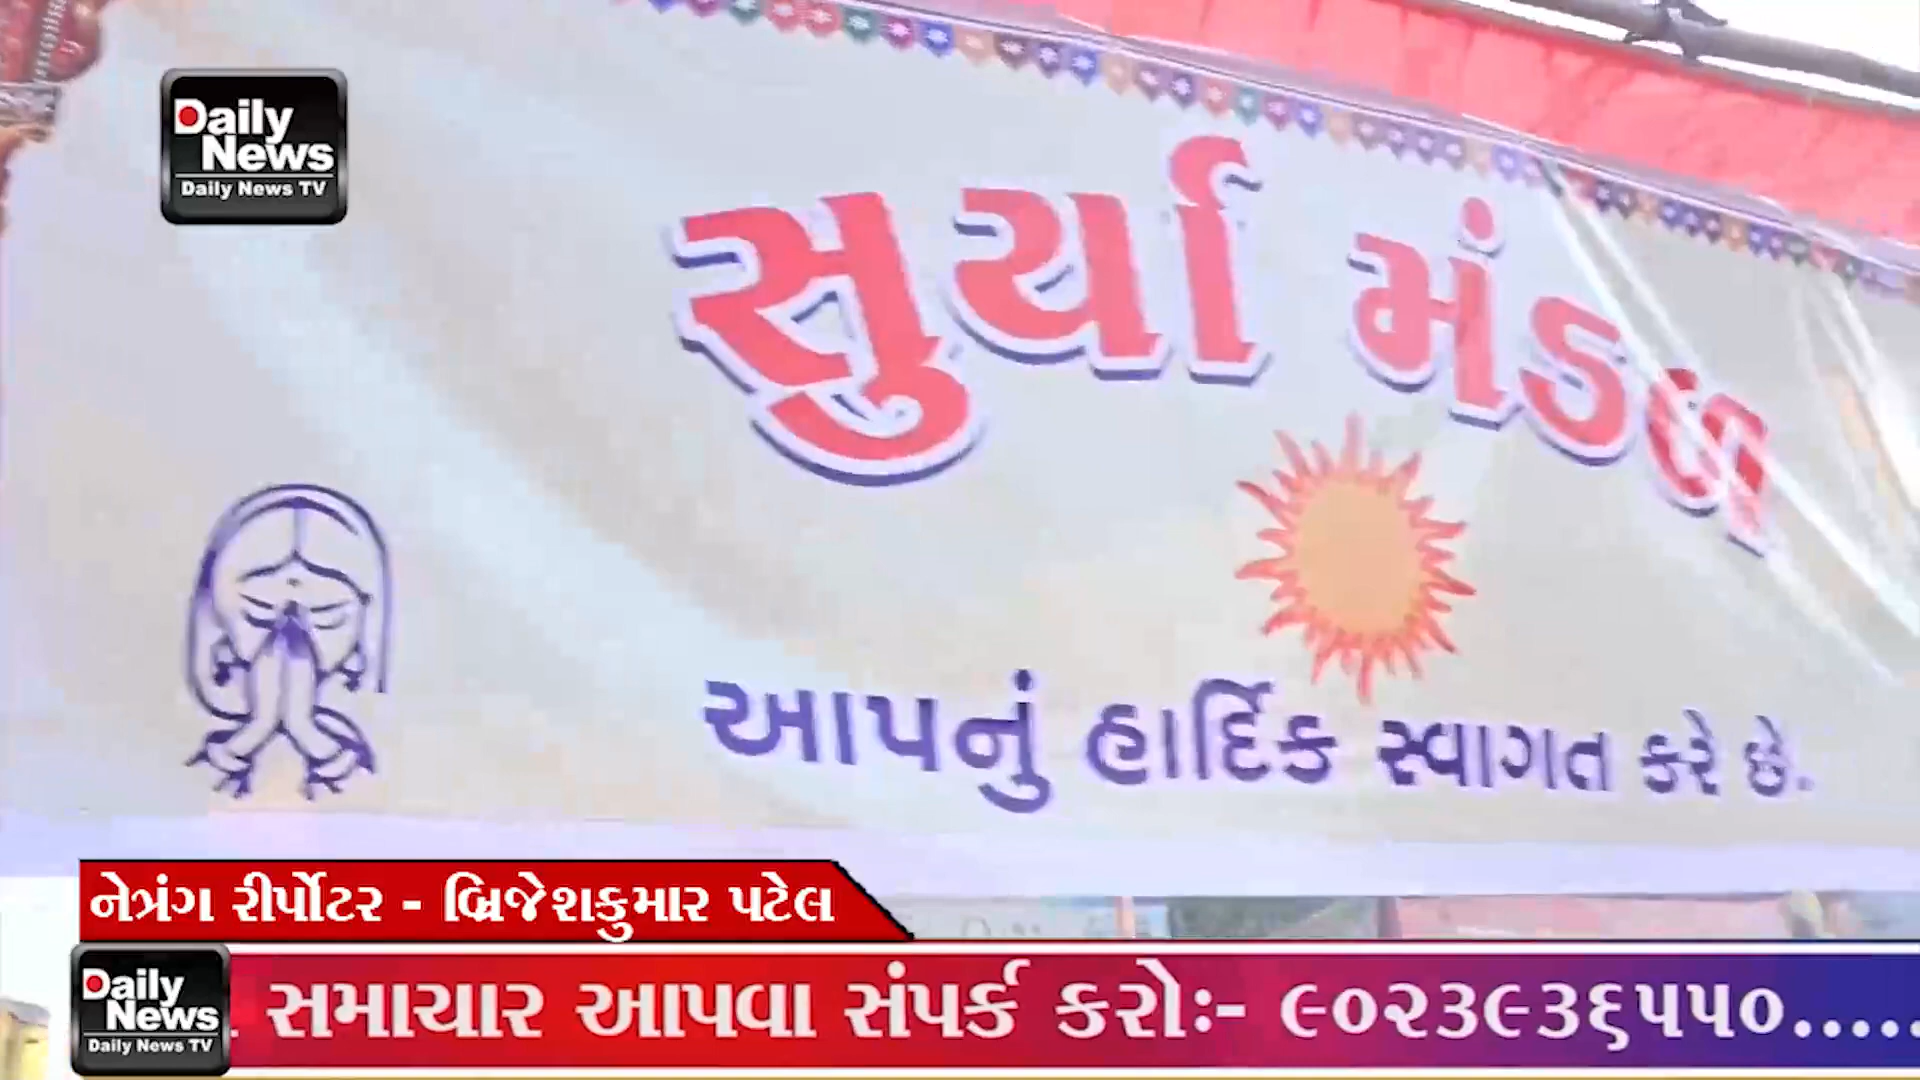 Daily
News
Daily News TV
સુર્યા મંડળ
આપનું હાર્દિક સ્વાગત કરે છે.
નેત્રંગ રીર્પોટર - બ્રિજેશકુમાર પટેલ
Daily
News
Daily News TV
સમાચાર આપવા સંપર્ક કરોઃ- ૯૦૨૩૯૩૬૫૫૦.....